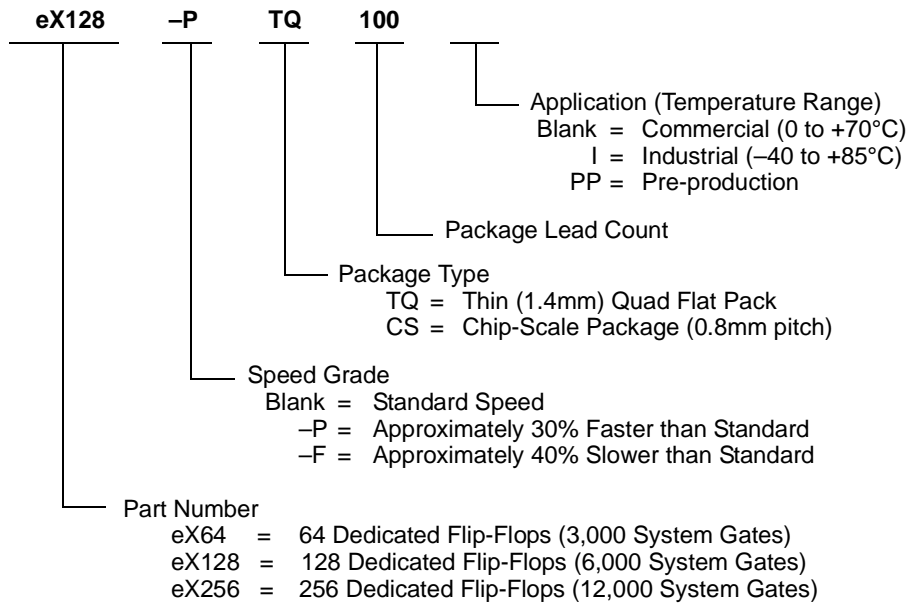 eX128 –P TQ 100
Application (Temperature Range)
Blank = Commercial (0 to +70°C)
I = Industrial (–40 to +85°C)
PP = Pre-production
Package Lead Count
Package Type
TQ = Thin (1.4mm) Quad Flat Pack
CS = Chip-Scale Package (0.8mm pitch)
Speed Grade
Blank = Standard Speed
–P = Approximately 30% Faster than Standard
–F = Approximately 40% Slower than Standard
Part Number
eX64 = 64 Dedicated Flip-Flops (3,000 System Gates)
eX128 = 128 Dedicated Flip-Flops (6,000 System Gates)
eX256 = 256 Dedicated Flip-Flops (12,000 System Gates)